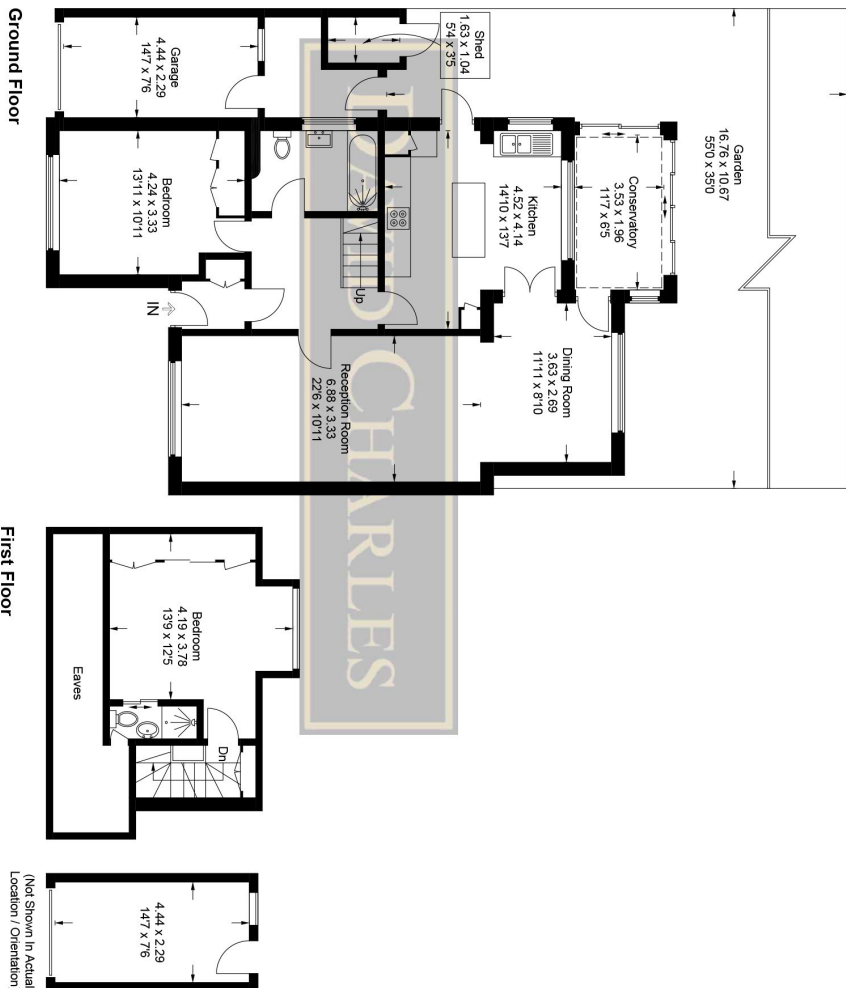 Garden
16.76 x 10.67
55'0 x 35'0
Shed
1.63 x 1.04
5'4 x 3'5
Conservatory
3.53 x 1.96
11'7 x 6'5
Kitchen
4.52 x 4.14
14'10 x 13'7
Dining Room
3.63 x 2.69
11'11 x 8'10
Garage
4.44 x 2.29
14'7 x 7'6
Bedroom
4.24 x 3.33
13'11 x 10'11
Up
IN
Reception Room
6.88 x 3.33
22'6 x 10'11
Ground Floor
Bedroom
4.19 x 3.78
13'9 x 12'5
Dn
Eaves
First Floor
4.44 x 2.29
14'7 x 7'6
(Not Shown In Actual
Location / Orientation
DAVID CHARLES